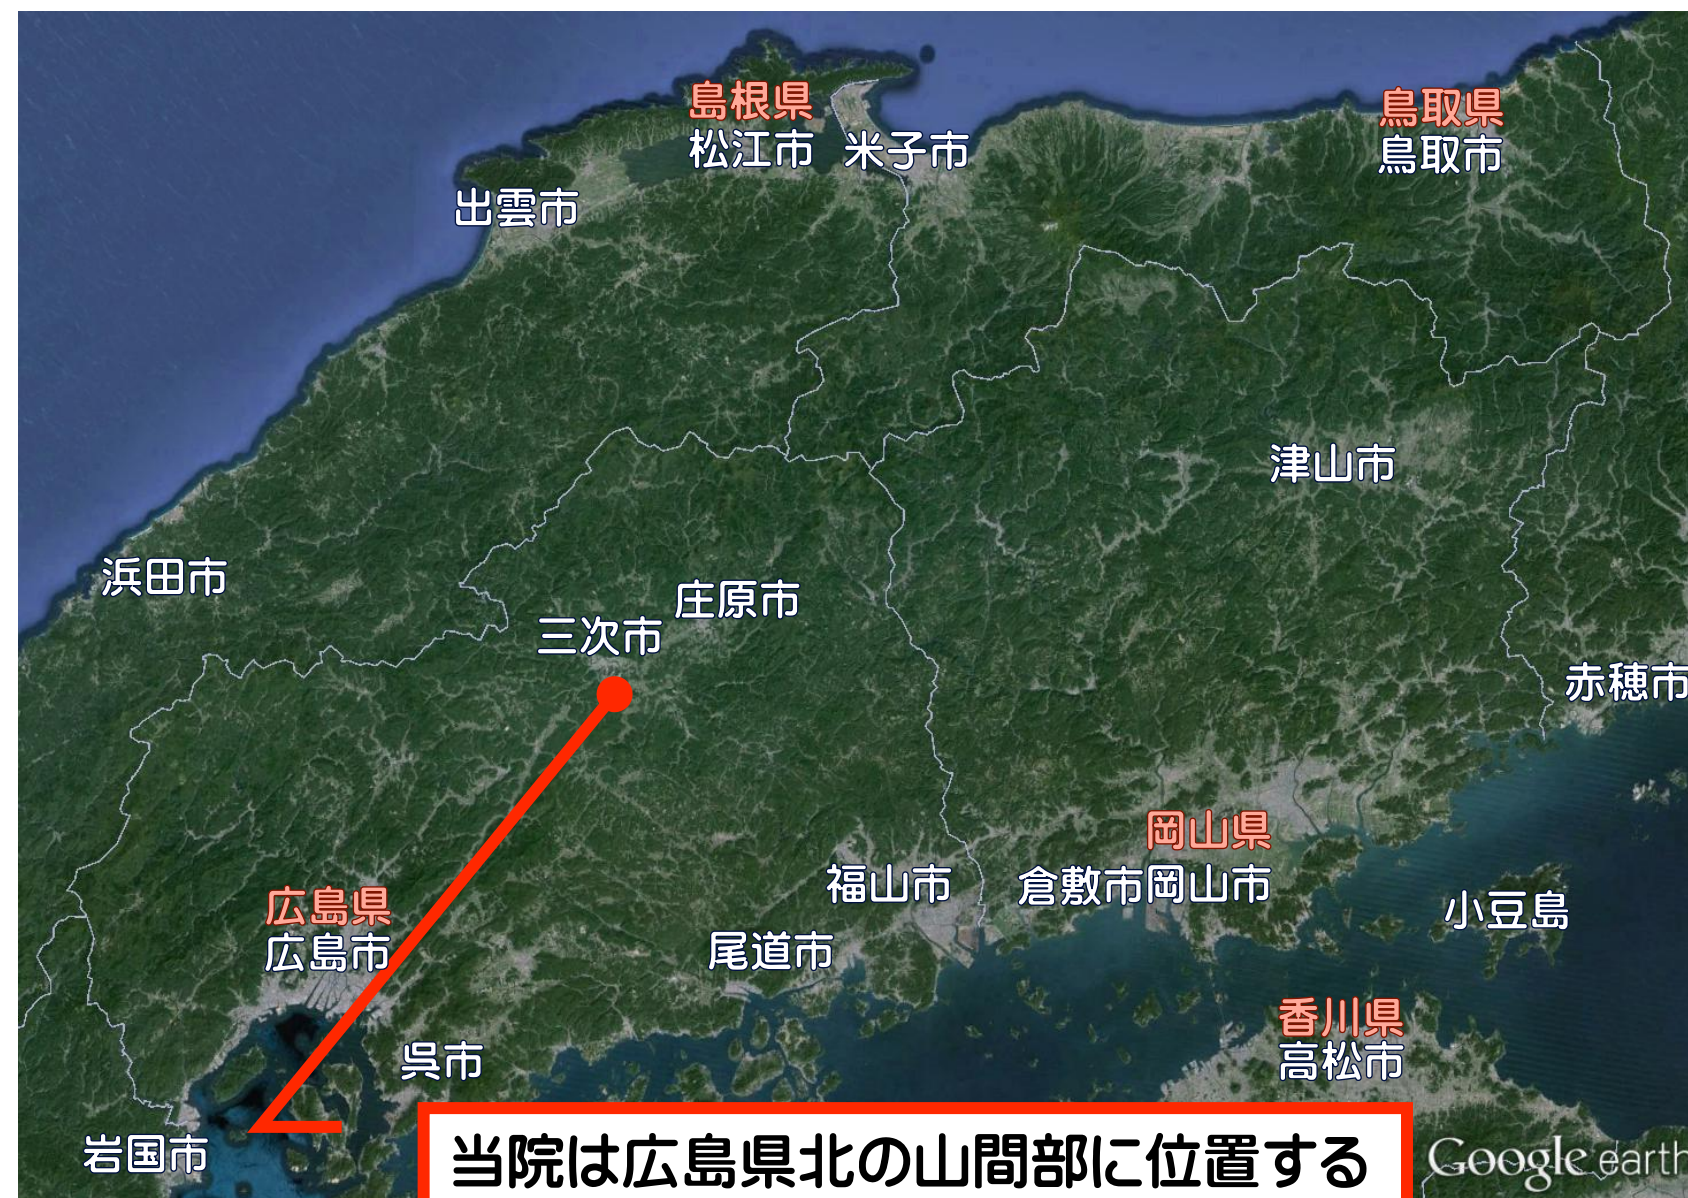 島根県
松江市
米子市
鳥取県
鳥取市
出雲市
津山市
浜田市
庄原市
三次市
赤穂市
岡山県
福山市
倉敷市岡山市
広島県
広島市
小豆島
尾道市
香川県
高松市
呉市
岩国市
当院は広島県北の山間部に位置する
Google earth